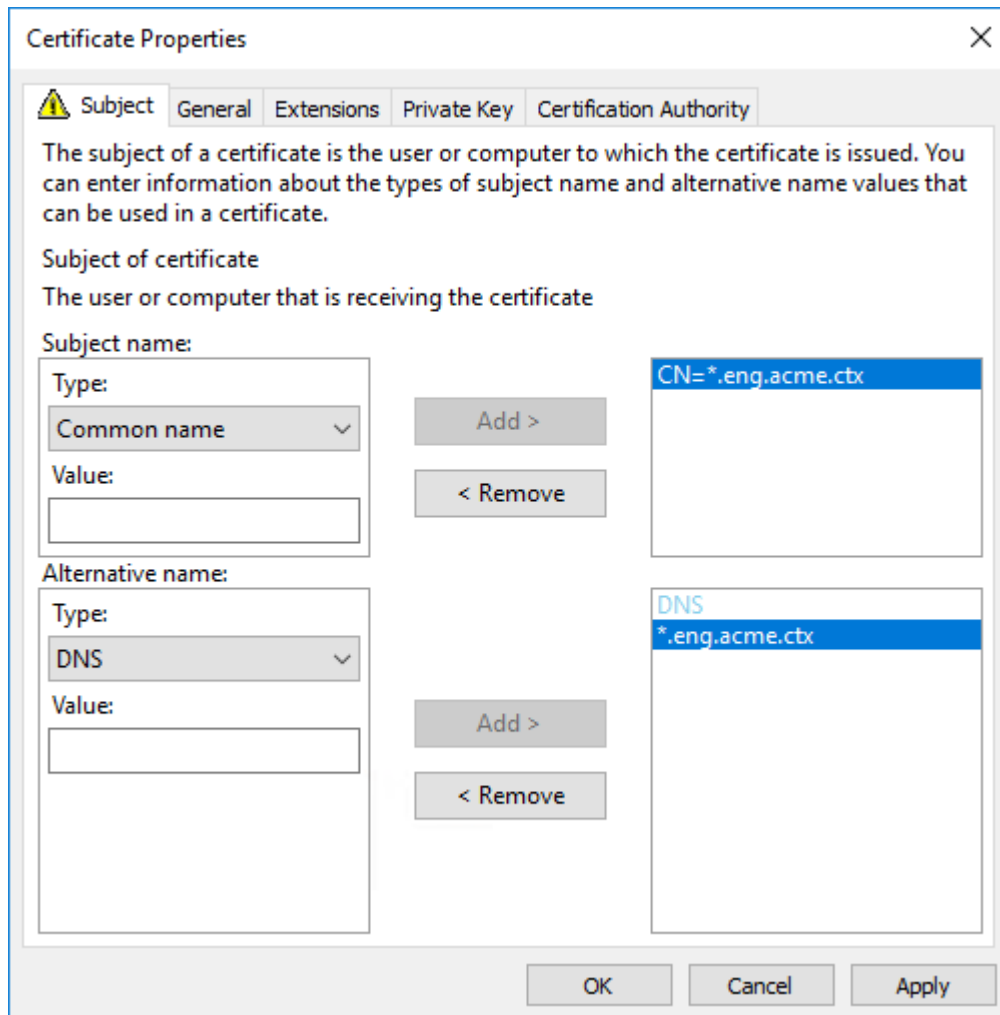 Certificate Properties
Subject General Extensions Private Key Certification Authority
The subject of a certificate is the user or computer to which the certificate is issued. You
can enter information about the types of subject name and alternative name values that
can be used in a certificate.
Subject of certificate
The user or computer that is receiving the certificate
Subject name:
Type:
Common name
Value:
Add >
< Remove
CN=*.eng.acme.ctx
Alternative name:
Type:
DNS
Value:
Add >
< Remove
DNS
*.eng.acme.ctx
OK Cancel Apply